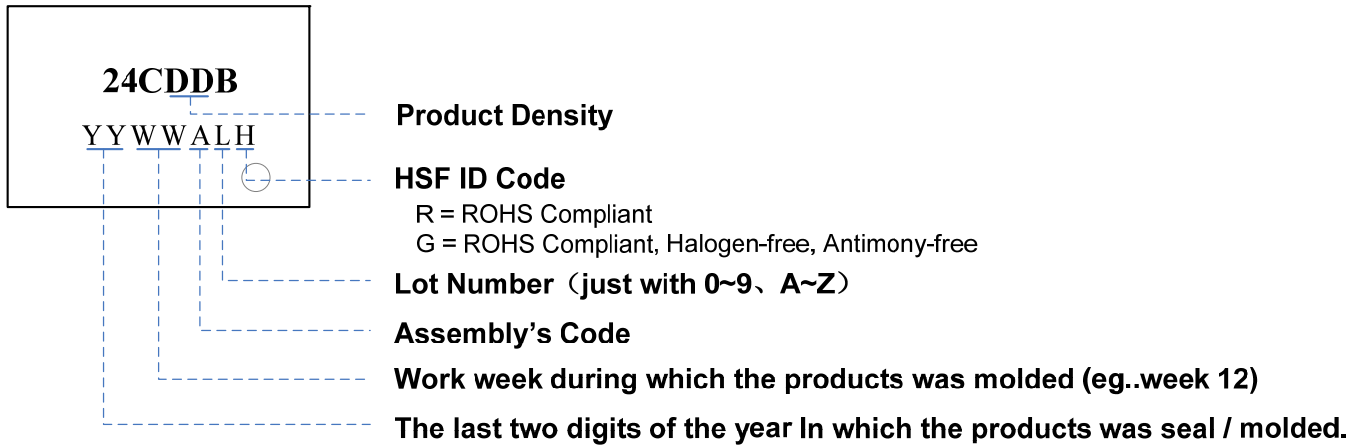 24CDDB
YYWWALH
Product Density
HSF ID Code
R = ROHS Compliant
G = ROHS Compliant, Halogen-free, Antimony-free
Lot Number（just with 0~9、A~Z）
Assembly’s Code
Work week during which the products was molded (eg..week 12)
The last two digits of the year In which the products was seal / molded.